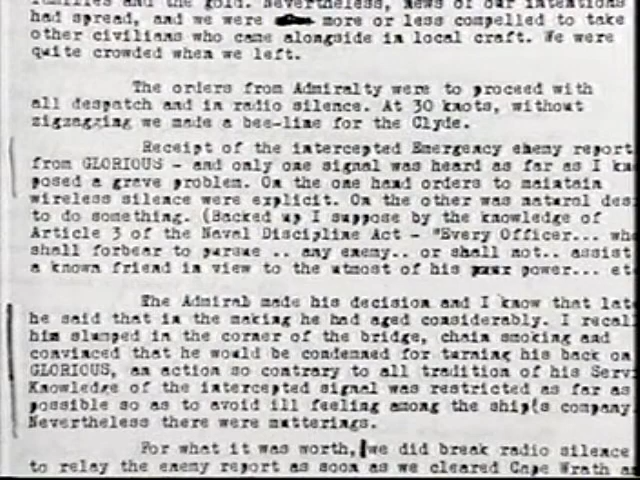 families and the gold. Nevertheless, news of our intentions
had spread, and we were more or less compelled to take
other civilians who came alongside in local craft. We were
quite crowded when we left.
The orders from Admiralty were to proceed with
all despatch and in radio silence. At 30 knots, without
zigzagging we made a bee-line for the Clyde.
Receipt of the intercepted Emergency enemy report
from GLORIOUS - and only one signal was heard as far as I kn
posed a grave problem. On the one hand orders to maintain
wireless silence were explicit. On the other was natural des
to do something. (Backed up I suppose by the knowledge of
Article 3 of the Naval Discipline Act - "Every Officer... wh
shall forbear to pursue .. any enemy.. or shall not.. assist
a known friend in view to the utmost of his power... et
The Admiral made his decision and I know that lat
he said that in the making he had aged considerably. I recal
him slumped in the corner of the bridge, chain smoking and
convinced that he would be condemned for turning his back on
GLORIOUS, an action so contrary to all tradition of his Serv
Knowledge of the intercepted signal was restricted as far as
possible so as to avoid ill feeling among the ship(s company
Nevertheless there were mutterings.
For what it was worth, we did break radio silence
to relay the enemy report as soon as we cleared Cape Wrath a